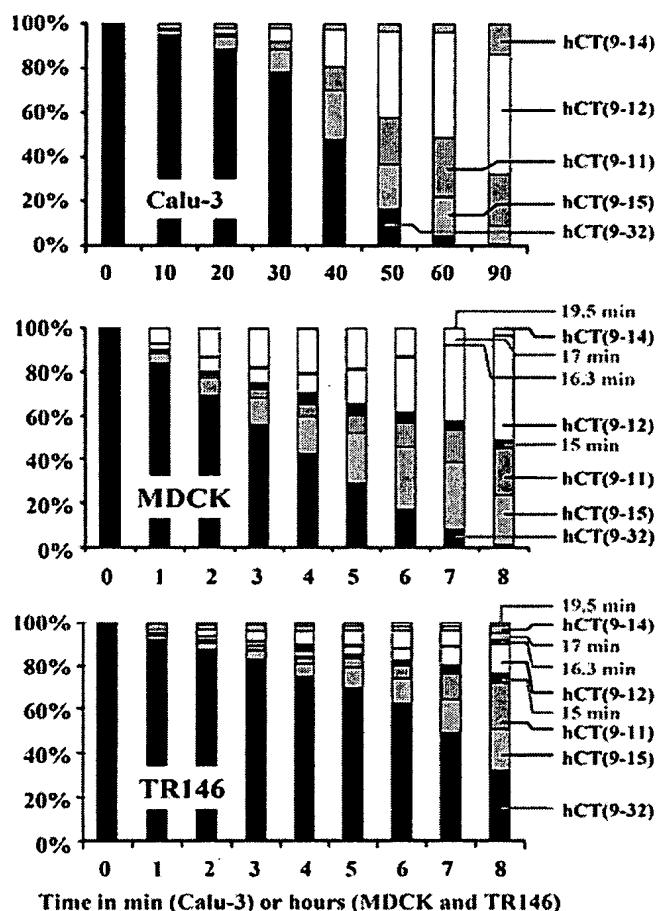 100%
80%
60%
40%
20%
0%
Calu-3
0 10 20 30 40 50 60 90
hCT(9-14)
hCT(9-12)
hCT(9-11)
hCT(9-15)
hCT(9-32)
100%
80%
60%
40%
20%
0%
MDCK
0 1 2 3 4 5 6 7 8
19.5 min
hCT(9-14)
17 min
16.3 min
hCT(9-12)
15 min
hCT(9-11)
hCT(9-15)
hCT(9-32)
100%
80%
60%
40%
20%
0%
TR146
0 1 2 3 4 5 6 7 8
19.5 min
hCT(9-14)
17 min
16.3 min
hCT(9-12)
15 min
hCT(9-11)
hCT(9-15)
hCT(9-32)
Time in min (Calu-3) or hours (MDCK and TR146)